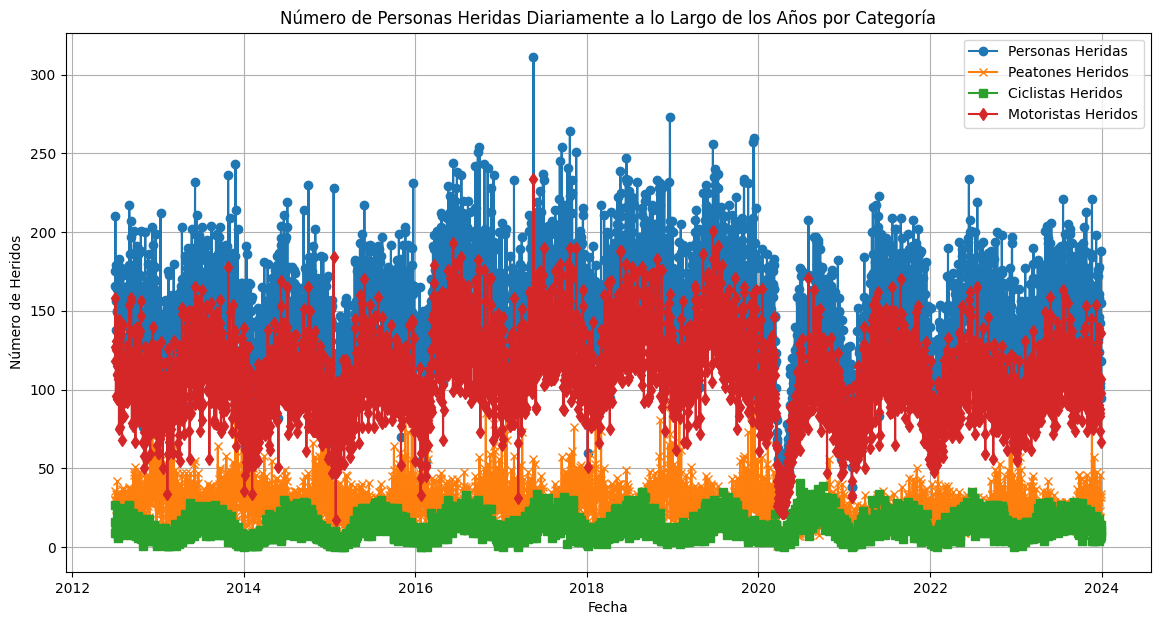 Número de Personas Heridas Diariamente a lo Largo de los Años por Categoría
Personas Heridas
Peatones Heridos
Ciclistas Heridos
Motoristas Heridos
Número de Heridos
300
250
200
150
100
50
0
2012
2014
2016
2018
2020
2022
2024
Fecha